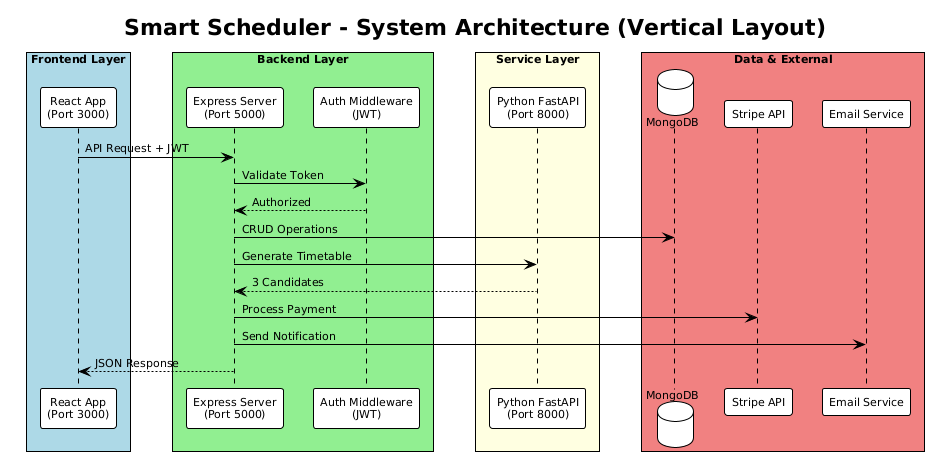 Smart Scheduler - System Architecture (Vertical Layout)
Frontend Layer
Backend Layer
Service Layer
Data & External
React App
(Port 3000)
Express Server
(Port 5000)
Auth Middleware
(JWT)
Python FastAPI
(Port 8000)
MongoDB
Stripe API
Email Service
API Request + JWT
Validate Token
Authorized
CRUD Operations
Generate Timetable
3 Candidates
Process Payment
Send Notification
JSON Response
React App
(Port 3000)
Express Server
(Port 5000)
Auth Middleware
(JWT)
Python FastAPI
(Port 8000)
MongoDB
Stripe API
Email Service